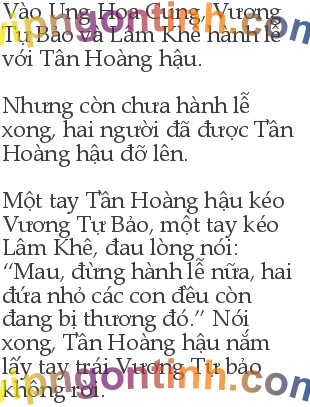 Vào Ung Hoa Cung, Vương
Tự Bảo và Lâm Khê hành lễ
với Tân Hoàng hậu.
Nhưng còn chưa hành lễ
xong, hai người đã được Tân
Hoàng hậu đỡ lên.
Một tay Tân Hoàng hậu kéo
Vương Tự Bảo, một tay kéo
Lâm Khê, đau lòng nói:
“Mau, đừng hành lễ nữa, hai
đứa nhỏ các con đều còn
đang bị thương đó.” Nói
xong, Tân Hoàng hậu nắm
lấy tay trái Vương Tự bảo
không rời.
vipngontinh.com
vipngontinh.com